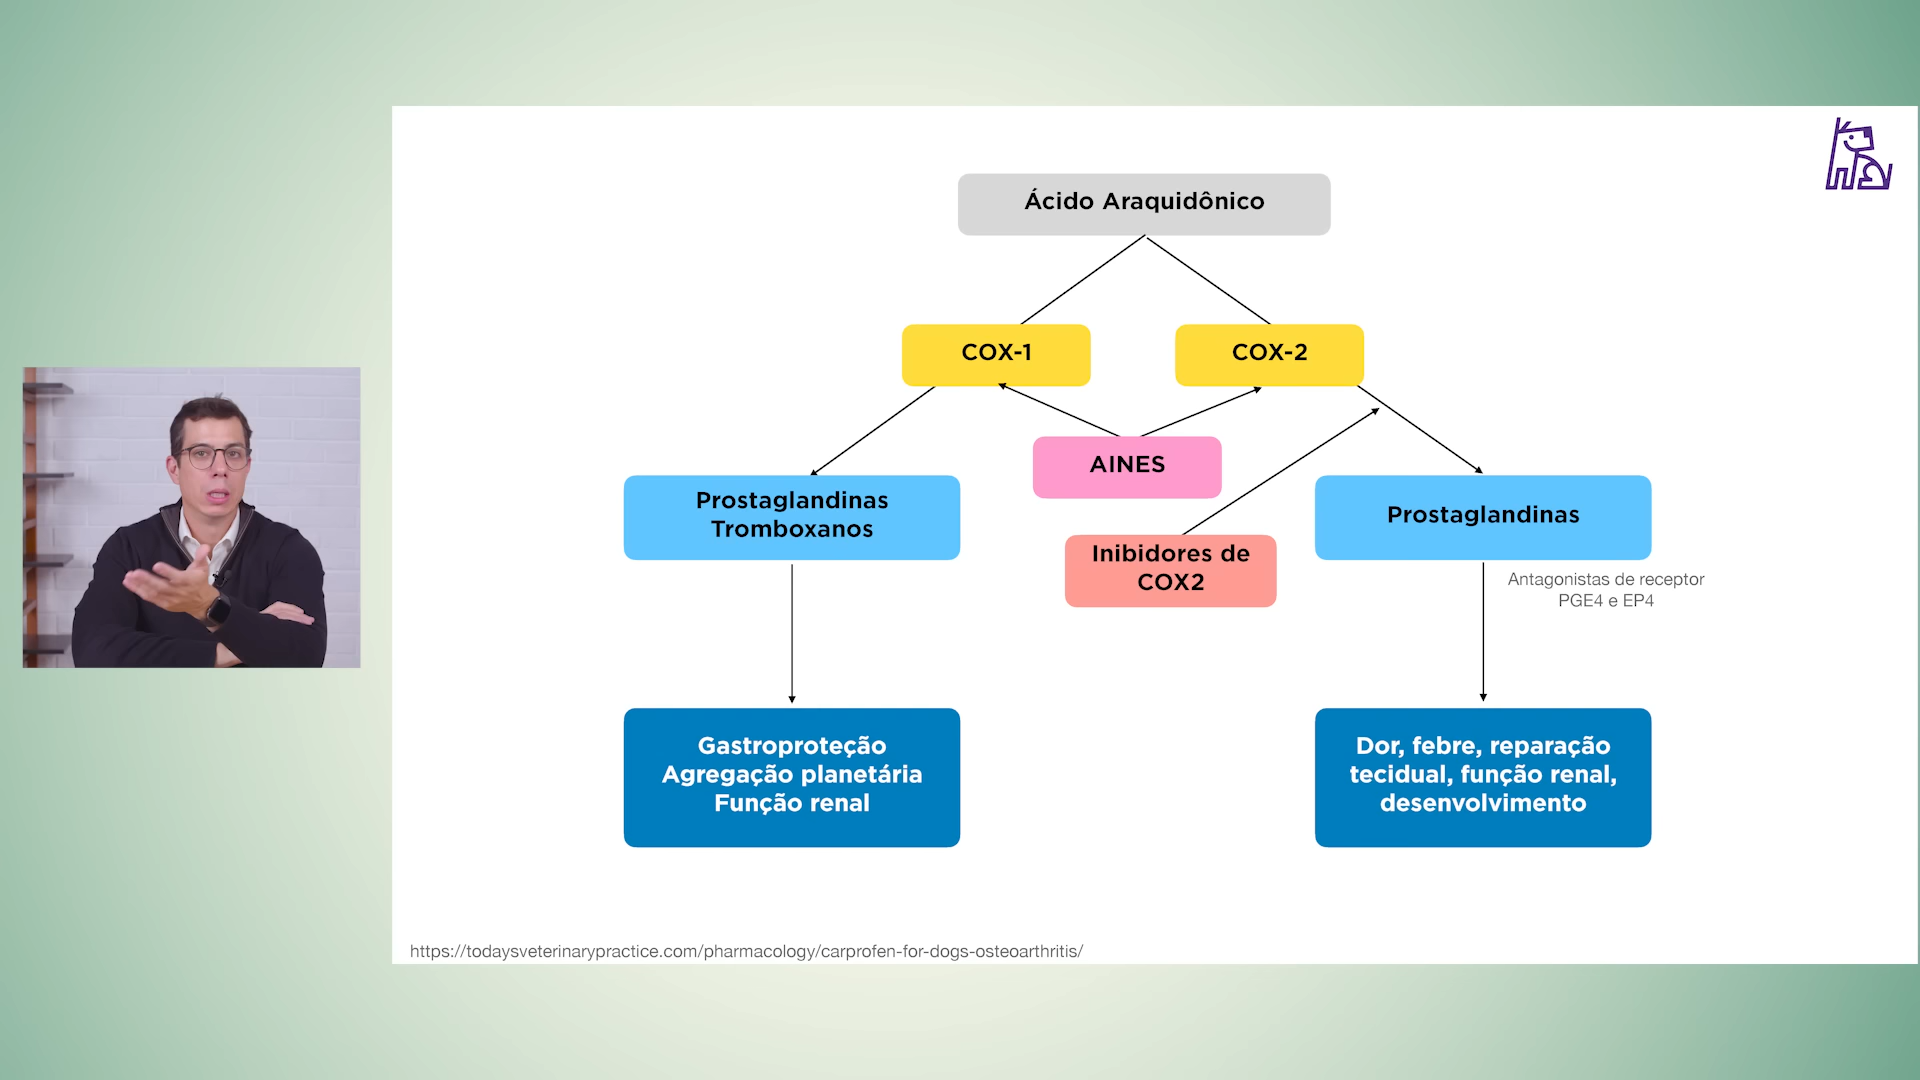 Ácido Araquidônico
COX-1
COX-2
AINES
Prostaglandinas
Tromboxanos
Prostaglandinas
Inibidores de
COX2
Antagonistas de receptor
PGE4 e EP4
Gastroproteção
Agregação planetária
Função renal
Dor, febre, reparação
tecidual, função renal,
desenvolvimento
https://todaysveterinarypractice.com/pharmacology/carprofen-for-dogs-osteoarthritis/